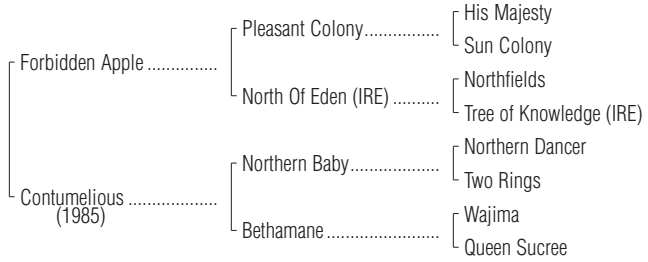 His Majesty
Pleasant Colony................
Sun Colony
Forbidden Apple ...............
Northfields
North Of Eden (IRE) ..........
Tree of Knowledge (IRE)
Northern Dancer
Northern Baby...................
Two Rings
Contumelious ...................
(1985)
Wajima
Bethamane ........................
Queen Sucree